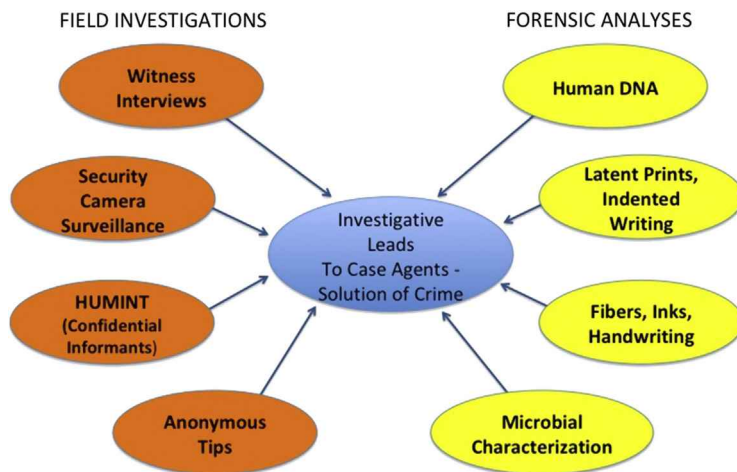 FIELD INVESTIGATIONS
FORENSIC ANALYSES
Witness
Interviews
Human DNA
Security
Camera
Surveillance
Latent Prints,
Indented
Writing
Investigative
Leads
To Case Agents -
Solution of Crime
HUMINT
(Confidential
Informants)
Fibers, Inks,
Handwriting
Anonymous
Tips
Microbial
Characterization